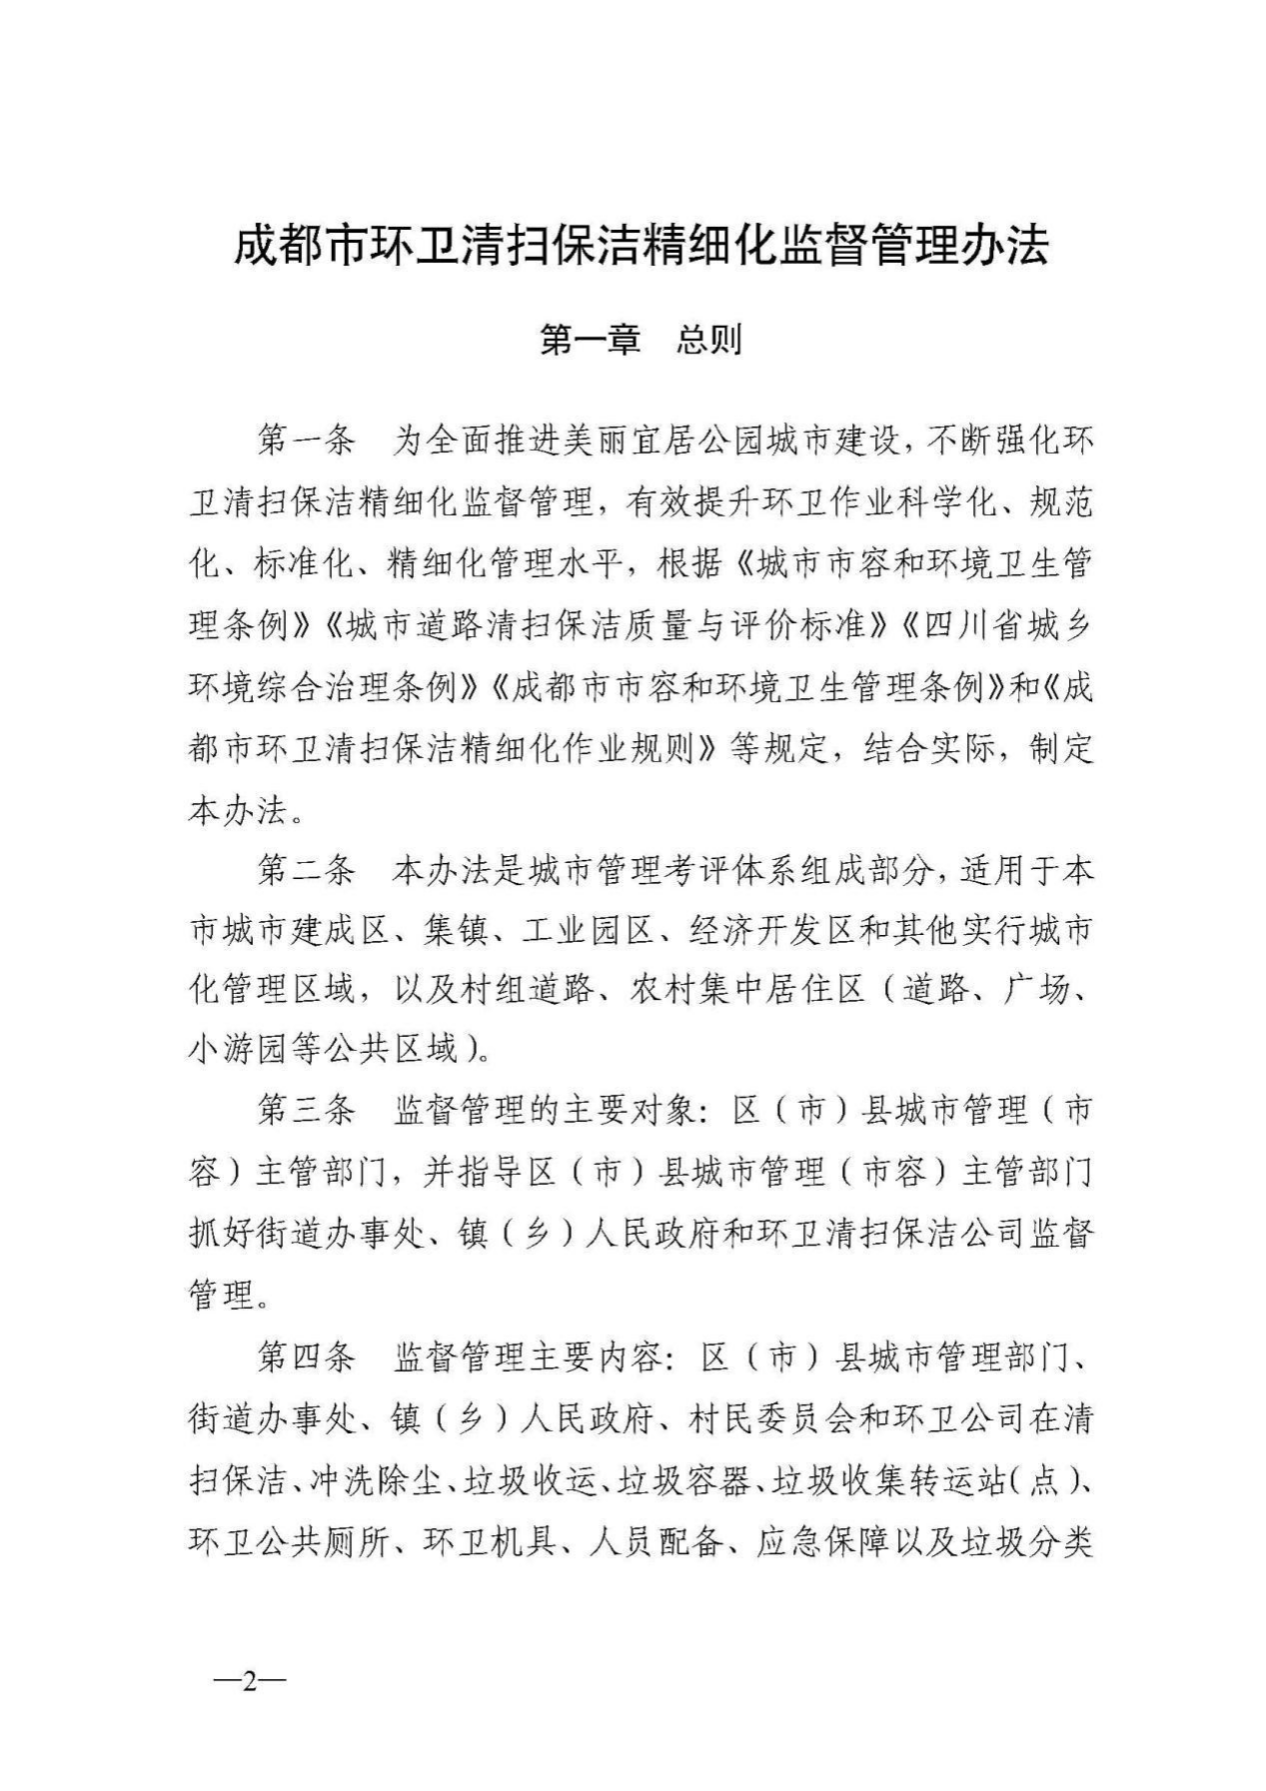 成都市环卫清扫保洁精细化监督管理办法
第一章　总则
第一条　为全面推进美丽宜居公园城市建设，不断强化环
卫清扫保洁精细化监督管理，有效提升环卫作业科学化、规范
化、标准化、精细化管理水平，根据《城市市容和环境卫生管
理条例》《城市道路清扫保洁质量与评价标准》《四川省城乡
环境综合治理条例》《成都市市容和环境卫生管理条例》和《成
都市环卫清扫保洁精细化作业规则》等规定，结合实际，制定
本办法。
第二条　本办法是城市管理考评体系组成部分，适用于本
市城市建成区、集镇、工业园区、经济开发区和其他实行城市
化管理区域，以及村组道路、农村集中居住区（道路、广场、
小游园等公共区域）。
第三条　监督管理的主要对象：区（市）县城市管理（市
容）主管部门，并指导区（市）县城市管理（市容）主管部门
抓好街道办事处、镇（乡）人民政府和环卫清扫保洁公司监督
管理。
第四条　监督管理主要内容：区（市）县城市管理部门、
街道办事处、镇（乡）人民政府、村民委员会和环卫公司在清
扫保洁、冲洗除尘、垃圾收运、垃圾容器、垃圾收集转运站（点）、
环卫公共厕所、环卫机具、人员配备、应急保障以及垃圾分类
—2—